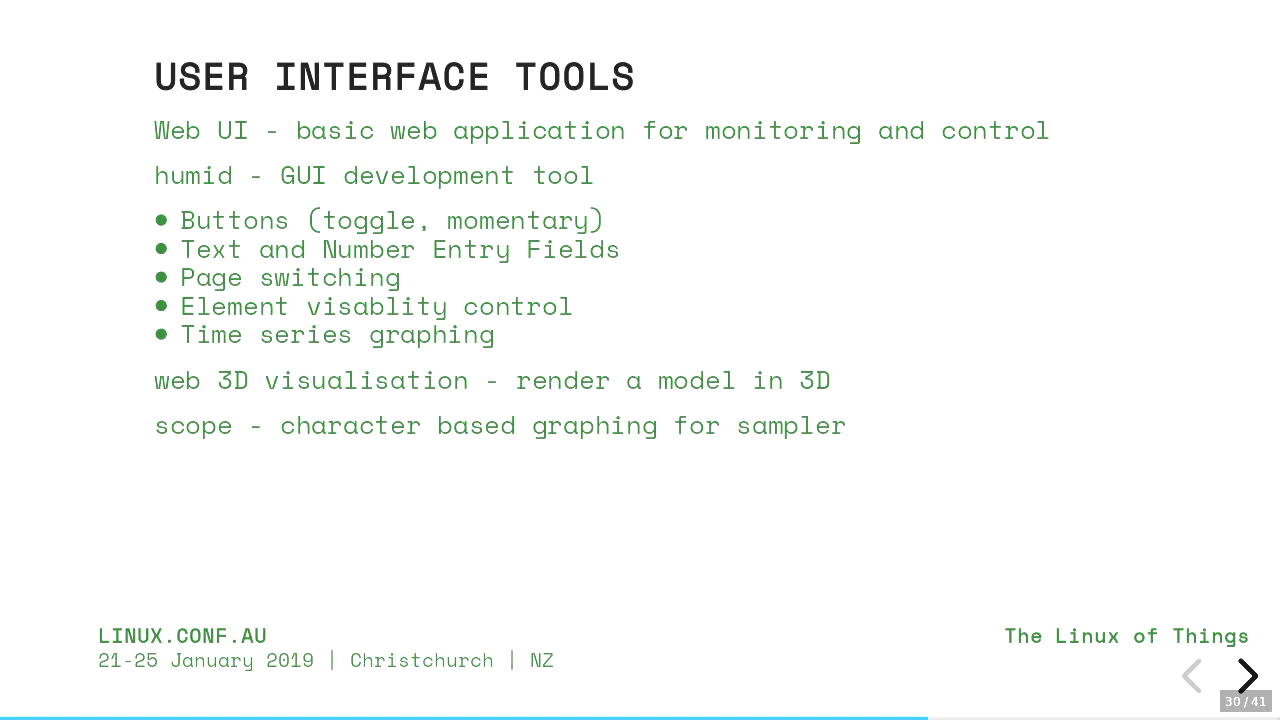 USER INTERFACE TOOLS
Web UI - basic web application for monitoring and control
humid - GUI development tool
● Buttons (toggle, momentary)
● Text and Number Entry Fields
● Page switching
● Element visablity control
● Time series graphing
web 3D visualisation - render a model in 3D
scope - character based graphing for sampler
LINUX.CONF.AU
21-25 January 2019 | Christchurch | NZ
The Linux of Things
30 / 41